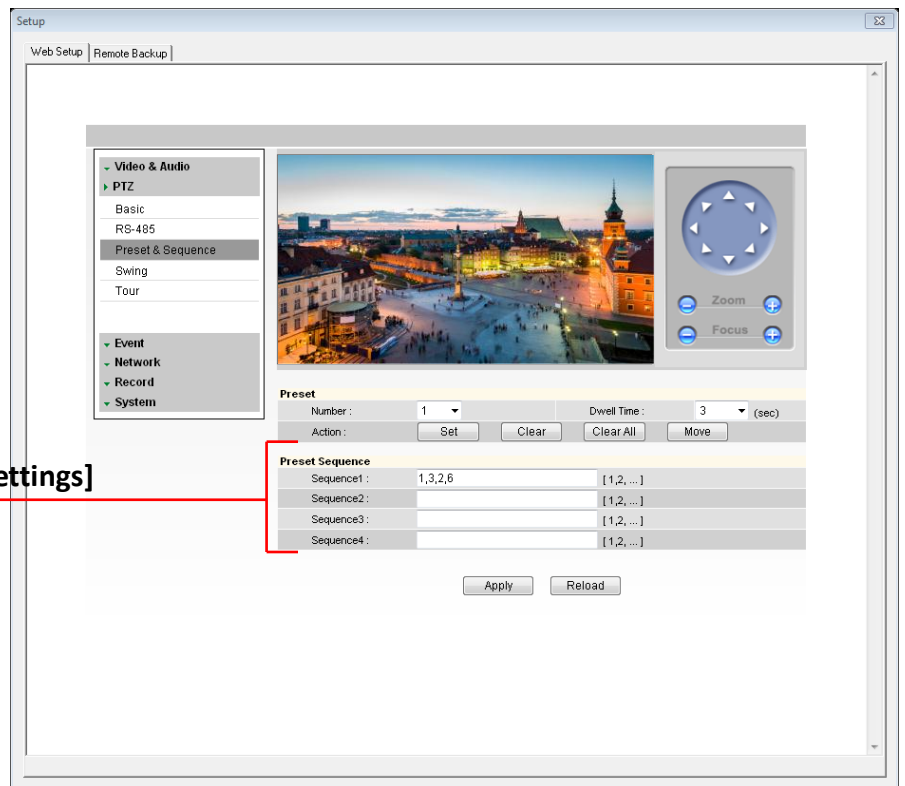 Setup
Web Setup Remote Backup
Video & Audio
PTZ
Basic
RS-485
Preset & Sequence
Swing
Tour
Event
Network
Record
System
Zoom
Focus
Preset
Number : 1 Dwell Time : 3 (sec)
Action : Set Clear Clear All Move
ettings]
Preset Sequence
Sequence1 : 1,3,2,6 [ 1,2, ... ]
Sequence2 : [ 1,2, ... ]
Sequence3 : [ 1,2, ... ]
Sequence4 : [ 1,2, ... ]
Apply Reload